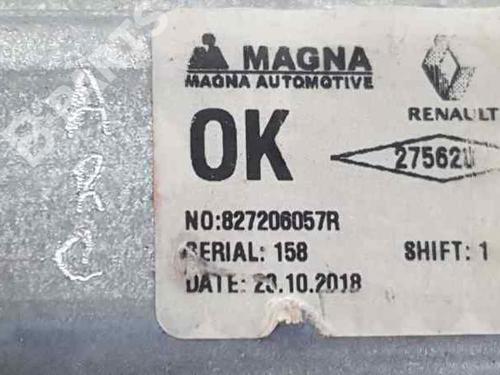 MAGNA
MAGNA AUTOMOTIVE
RENAULT
OK
27562U
NO:827206057R
SERIAL: 158
SHIFT: 1
DATE: 23.10.2018
A
R
C